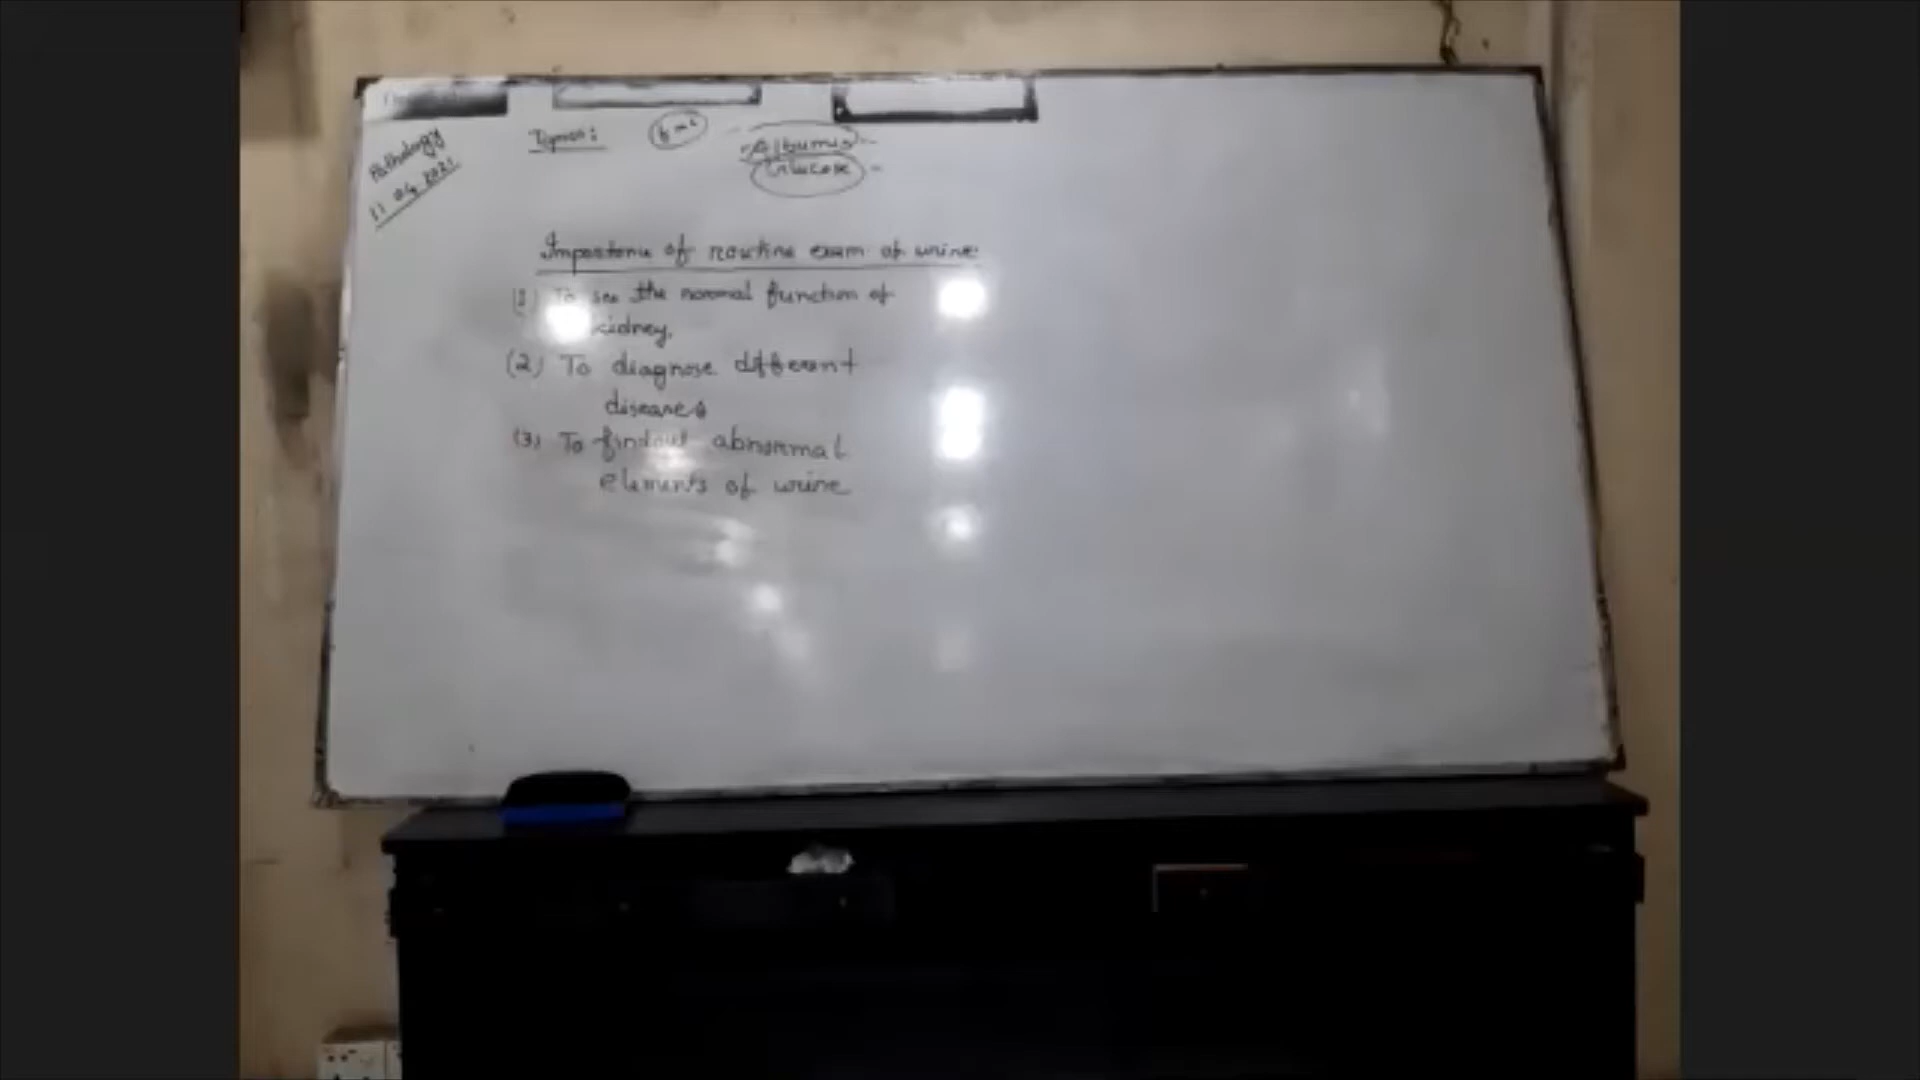 Pathology
11 04 2021
Albumin
Glucose
Importance of routine exam of urine
(1) To see the normal function of
kidney.
(2) To diagnose different
diseases
(3) To findout abnormal
elements of urine